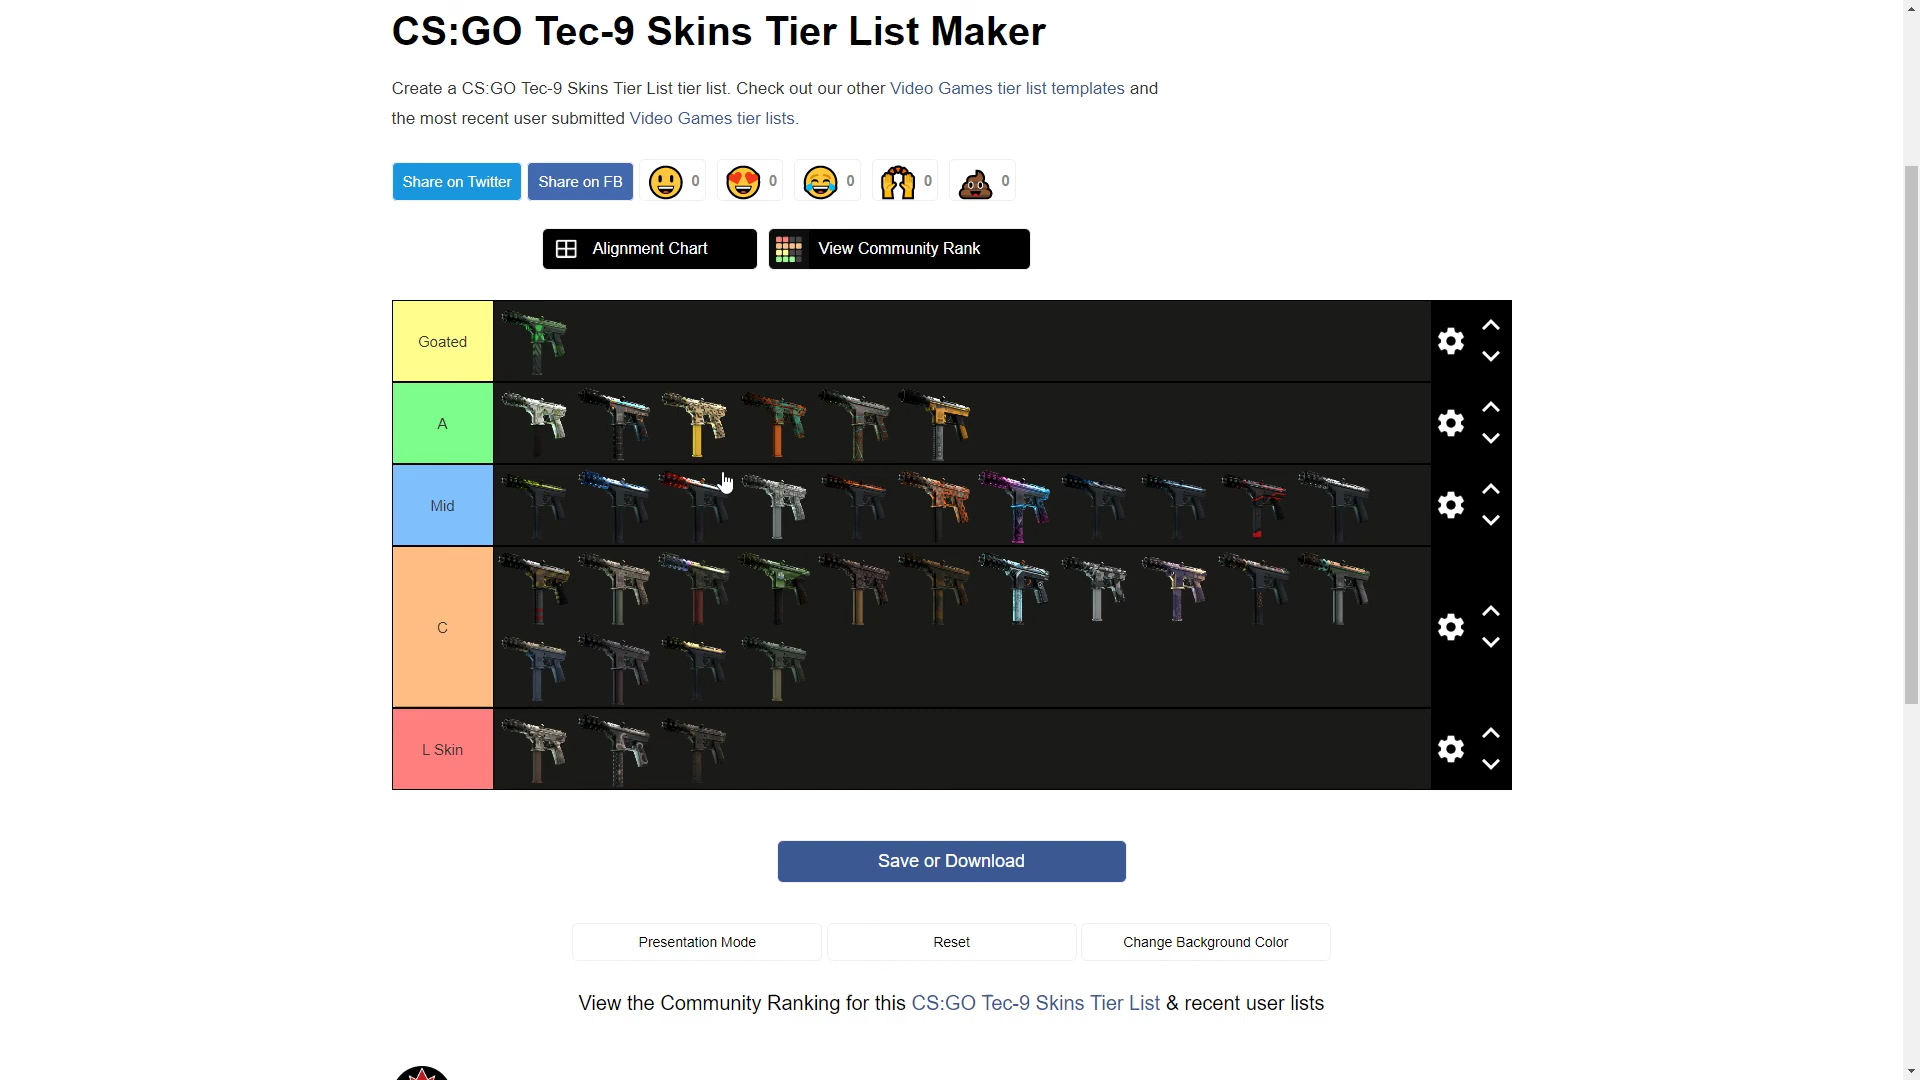 CS:GO Tec-9 Skins Tier List Maker
Create a CS:GO Tec-9 Skins Tier List tier list. Check out our other Video Games tier list templates and
the most recent user submitted Video Games tier lists.
Share on Twitter Share on FB 0 0 0 0 0
Alignment Chart View Community Rank
Goated
A
Mid
C
L Skin
Save or Download
Presentation Mode Reset Change Background Color
View the Community Ranking for this CS:GO Tec-9 Skins Tier List & recent user lists